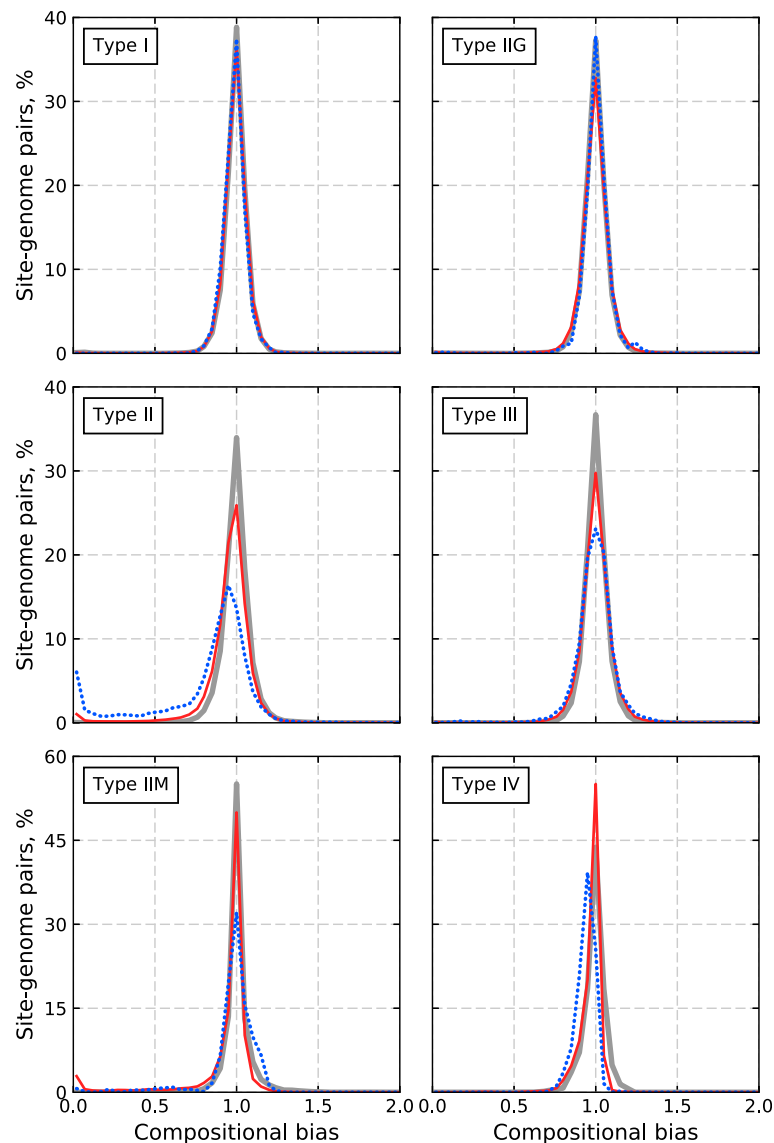 40
30
20
10
0
Site-genome pairs, %
Type I
Type IIG
40
30
20
10
0
Site-genome pairs, %
Type II
Type III
60
45
30
15
0
Site-genome pairs, %
Type IIM
Type IV
0.0 0.5 1.0 1.5 2.0
0.0 0.5 1.0 1.5 2.0
Compositional bias
Compositional bias